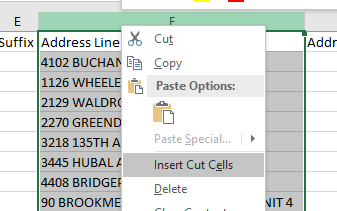 E F
Suffix Address Line Addr
4102 BUCHAN
1126 WHEELE
2129 WALDRO
2270 GREEND
3218 135TH A
3445 HUBAL A
4408 BRIDGEP
90 BROOKME NIT 4
Cut
Copy
Paste Options:
Paste Special...
Insert Cut Cells
Delete